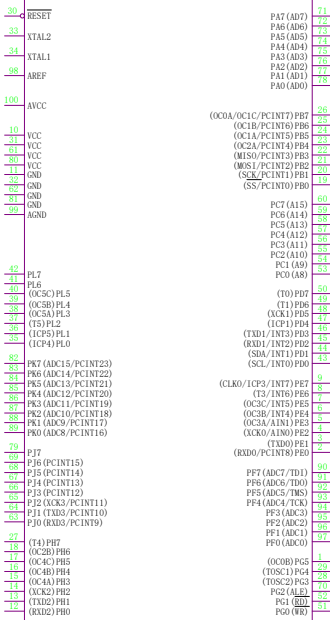 30 RESET
33 XTAL2
34 XTAL1
98 AREF
100 AVCC
10 VCC
31 VCC
61 VCC
80 VCC
11 GND
32 GND
62 GND
81 GND
99 AGND
42 PL7
41 PL6
40 (OC5C)PL5
39 (OC5B)PL4
38 (OC5A)PL3
37 (T5)PL2
36 (ICP5)PL1
35 (ICP4)PL0
82 PK7(ADC15/PCINT23)
83 PK6(ADC14/PCINT22)
84 PK5(ADC13/PCINT21)
85 PK4(ADC12/PCINT20)
86 PK3(ADC11/PCINT19)
87 PK2(ADC10/PCINT18)
88 PK1(ADC9/PCINT17)
89 PK0(ADC8/PCINT16)
79 PJ7
69 PJ6(PCINT15)
68 PJ5(PCINT14)
67 PJ4(PCINT13)
66 PJ3(PCINT12)
65 PJ2(XCK3/PCINT11)
64 PJ1(TXD3/PCINT10)
63 PJ0(RXD3/PCINT9)
27 (T4)PH7
18 (OC2B)PH6
17 (OC4C)PH5
16 (OC4B)PH4
15 (OC4A)PH3
14 (XCK2)PH2
13 (TXD2)PH1
12 (RXD2)PH0
PA7(AD7) 71
PA6(AD6) 72
PA5(AD5) 73
PA4(AD4) 74
PA3(AD3) 75
PA2(AD2) 76
PA1(AD1) 77
PA0(AD0) 78
(OC0A/OC1C/PCINT7)PB7 26
(OC1B/PCINT6)PB6 25
(OC1A/PCINT5)PB5 24
(OC2A/PCINT4)PB4 23
(MISO/PCINT3)PB3 22
(MOSI/PCINT2)PB2 21
(SCK/PCINT1)PB1 20
(SS/PCINT0)PB0 19
PC7(A15) 60
PC6(A14) 59
PC5(A13) 58
PC4(A12) 57
PC3(A11) 56
PC2(A10) 55
PC1(A9) 54
PC0(A8) 53
(T0)PD7 50
(T1)PD6 49
(XCK1)PD5 48
(ICP1)PD4 47
(TXD1/INT3)PD3 46
(RXD1/INT2)PD2 45
(SDA/INT1)PD1 44
(SCL/INT0)PD0 43
(CLKO/ICP3/INT7)PE7 9
(T3/INT6)PE6 8
(OC3C/INT5)PE5 7
(OC3B/INT4)PE4 6
(OC3A/AIN1)PE3 5
(XCK0/AIN0)PE2 4
(TXD0)PE1 3
(RXD0/PCINT8)PE0 2
PF7(ADC7/TDI) 90
PF6(ADC6/TDO) 91
PF5(ADC5/TMS) 92
PF4(ADC4/TCK) 93
PF3(ADC3) 94
PF2(ADC2) 95
PF1(ADC1) 96
PF0(ADC0) 97
(OC0B)PG5 1
(TOSC1)PG4 29
(TOSC2)PG3 28
PG2(ALE) 70
PG1(RD) 52
PG0(WR) 51